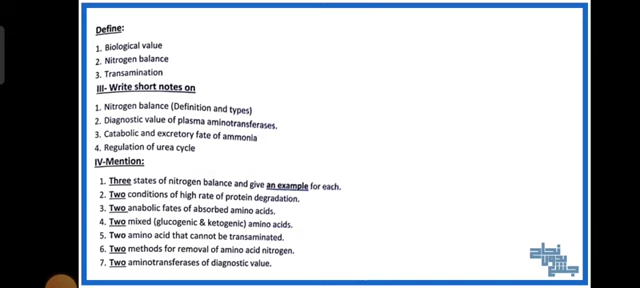 Define:
1. Biological value
2. Nitrogen balance
3. Transamination
III- Write short notes on
1. Nitrogen balance (Definition and types)
2. Diagnostic value of plasma aminotransferases.
3. Catabolic and excretory fate of ammonia
4. Regulation of urea cycle
IV-Mention:
1. Three states of nitrogen balance and give an example for each.
2. Two conditions of high rate of protein degradation.
3. Two anabolic fates of absorbed amino acids.
4. Two mixed (glucogenic & ketogenic) amino acids.
5. Two amino acid that cannot be transaminated.
6. Two methods for removal of amino acid nitrogen.
7. Two aminotransferases of diagnostic value.
نجاح
بدون
جشع